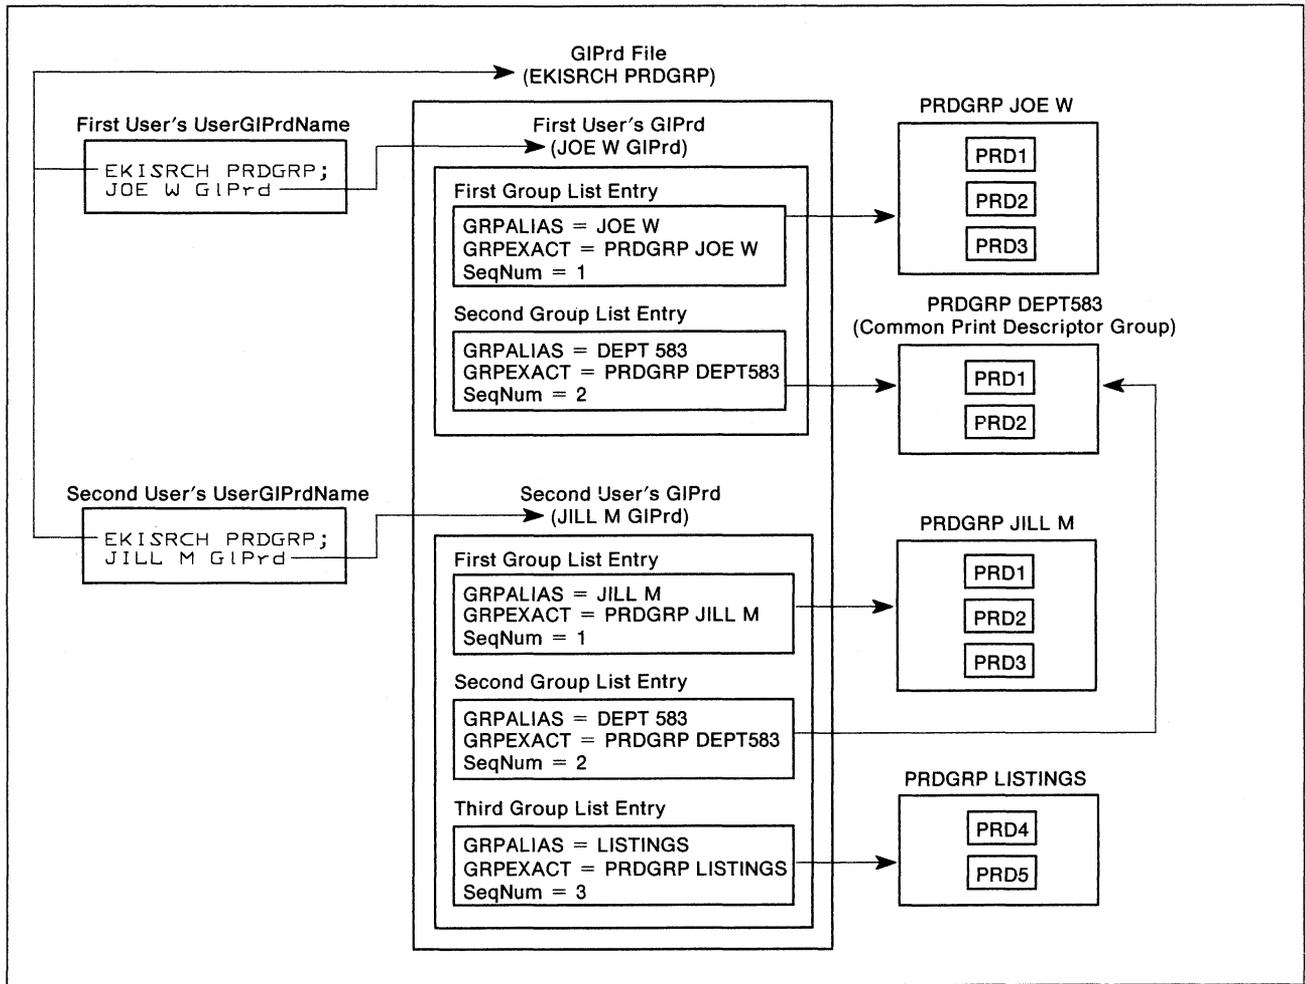 GlPrd File
(EKISRCH PRDGRP)
First User's UserGlPrdName
EKISRCH PRDGRP;
JOE W GlPrd
First User's GlPrd
(JOE W GlPrd)
First Group List Entry
GRPALIAS = JOE W
GRPEXACT = PRDGRP JOE W
SeqNum = 1
Second Group List Entry
GRPALIAS = DEPT 583
GRPEXACT = PRDGRP DEPT583
SeqNum = 2
PRDGRP JOE W
PRD1
PRD2
PRD3
PRDGRP DEPT583
(Common Print Descriptor Group)
PRD1
PRD2
Second User's UserGlPrdName
EKISRCH PRDGRP;
JILL M GlPrd
Second User's GlPrd
(JILL M GlPrd)
First Group List Entry
GRPALIAS = JILL M
GRPEXACT = PRDGRP JILL M
SeqNum = 1
Second Group List Entry
GRPALIAS = DEPT 583
GRPEXACT = PRDGRP DEPT583
SeqNum = 2
Third Group List Entry
GRPALIAS = LISTINGS
GRPEXACT = PRDGRP LISTINGS
SeqNum = 3
PRDGRP JILL M
PRD1
PRD2
PRD3
PRDGRP LISTINGS
PRD4
PRD5